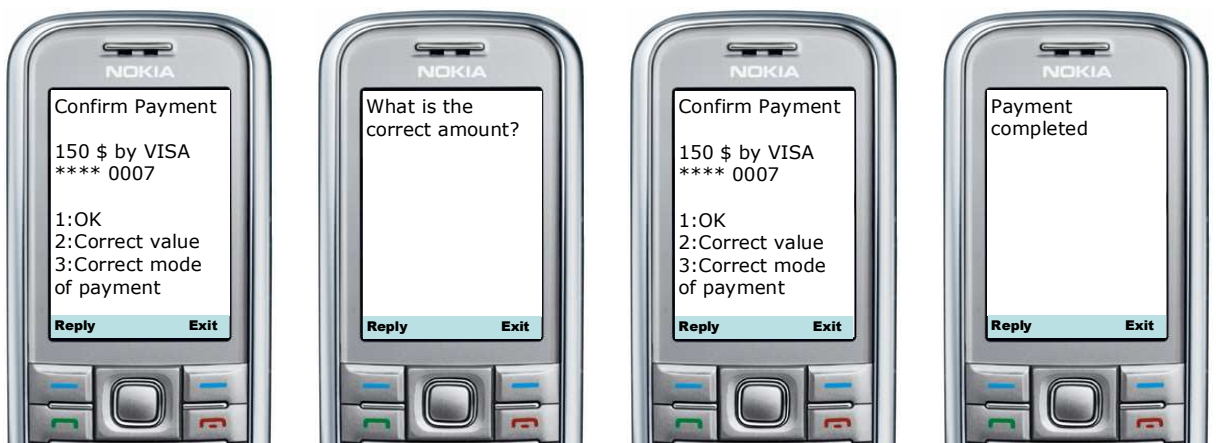 NOKIA
Confirm Payment
150 $ by VISA
**** 0007
1:OK
2:Correct value
3:Correct mode
of payment
Reply Exit
NOKIA
What is the
correct amount?
Reply Exit
NOKIA
Confirm Payment
150 $ by VISA
**** 0007
1:OK
2:Correct value
3:Correct mode
of payment
Reply Exit
NOKIA
Payment
completed
Reply Exit